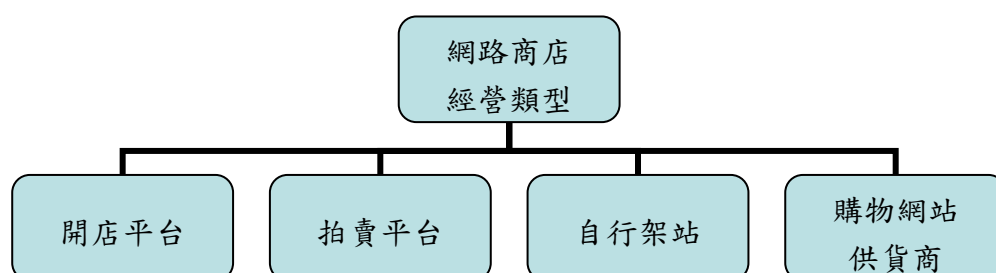 網路商店
經營類型
開店平台
拍賣平台
自行架站
購物網站
供貨商